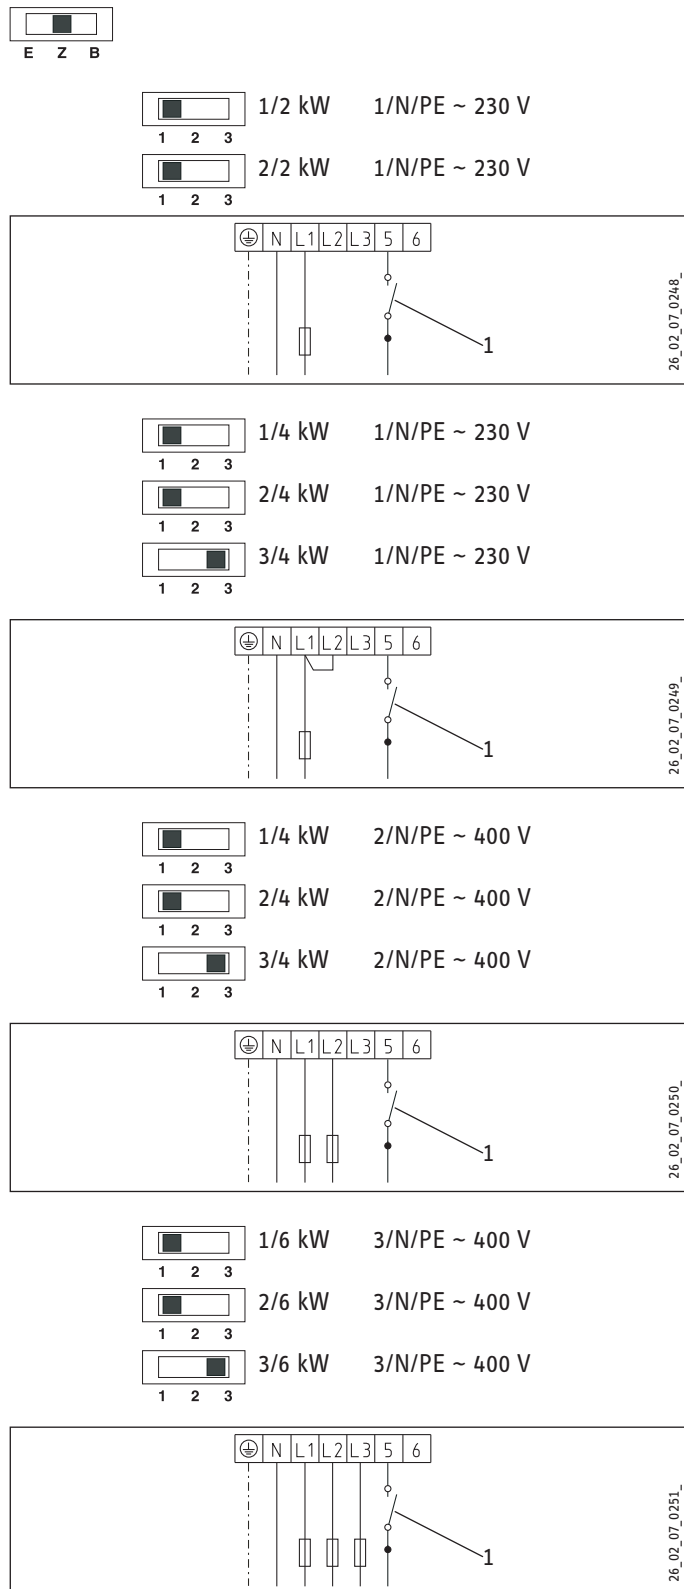 E Z B
1/2 kW 1/N/PE ~ 230 V
1 2 3
2/2 kW 1/N/PE ~ 230 V
1 2 3
N L1 L2 L3 5 6
1
26_02_07_0248_
1/4 kW 1/N/PE ~ 230 V
1 2 3
2/4 kW 1/N/PE ~ 230 V
1 2 3
3/4 kW 1/N/PE ~ 230 V
1 2 3
N L1 L2 L3 5 6
1
26_02_07_0249_
1/4 kW 2/N/PE ~ 400 V
1 2 3
2/4 kW 2/N/PE ~ 400 V
1 2 3
3/4 kW 2/N/PE ~ 400 V
1 2 3
N L1 L2 L3 5 6
1
26_02_07_0250_
1/6 kW 3/N/PE ~ 400 V
1 2 3
2/6 kW 3/N/PE ~ 400 V
1 2 3
3/6 kW 3/N/PE ~ 400 V
1 2 3
N L1 L2 L3 5 6
1
26_02_07_0251_